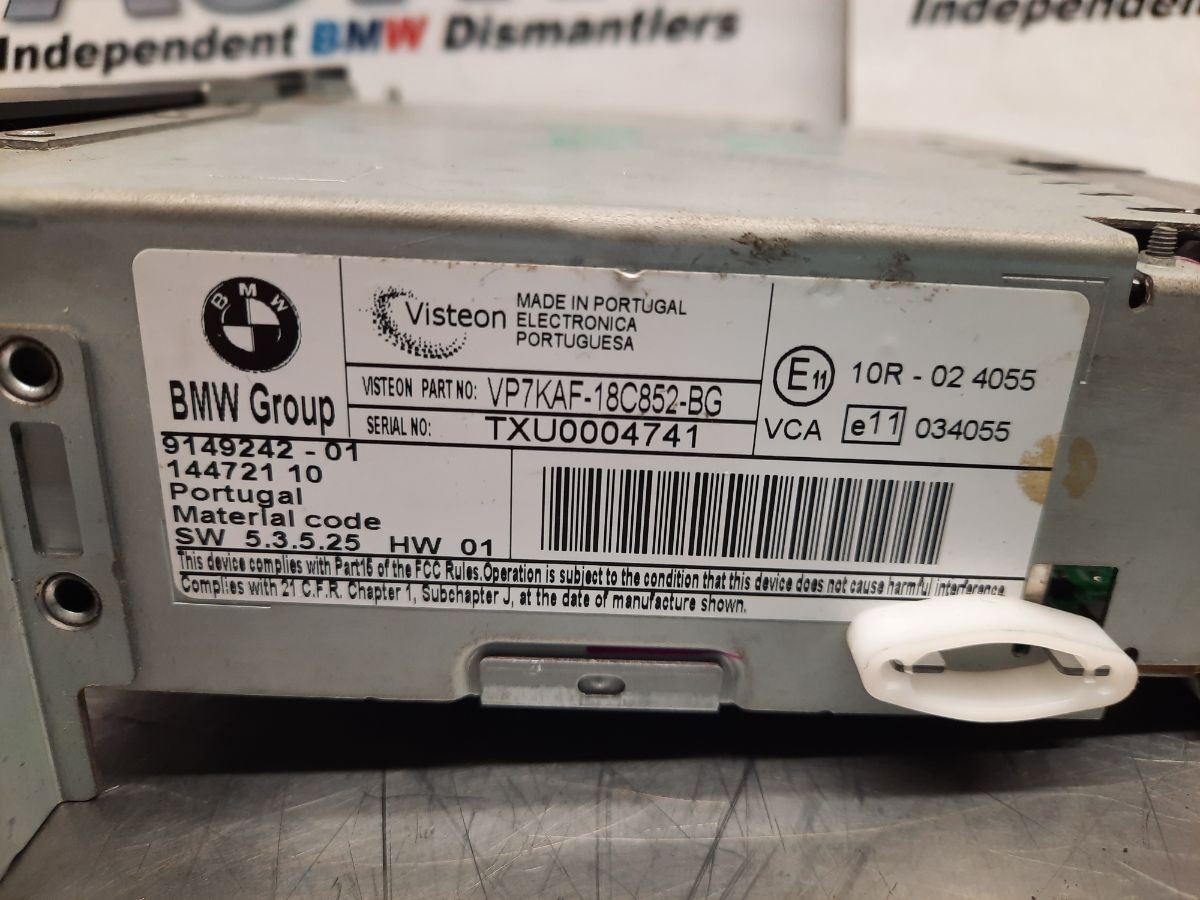 Independent BMW Dismantlers
Independent
BMW
BMW Group
Visteon
MADE IN PORTUGAL
ELECTRONICA
PORTUGUESA
VISTEON PART NO: VP7KAF-18C852-BG
SERIAL NO: TXU0004741
E11 10R - 02 4055
VCA e11 034055
9149242 - 01
144721 10
Portugal
Material code
SW 5.3.5.25 HW 01
This device complies with Part15 of the FCC Rules.Operation is subject to the condition that this device does not cause harmful interference.
Complies with 21 C.F.R. Chapter 1, Subchapter J, at the date of manufacture shown.